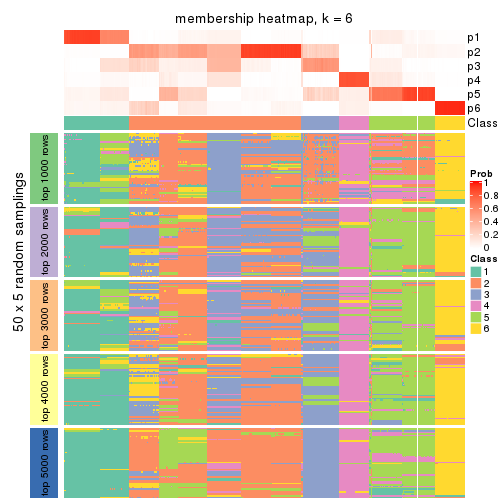 membership heatmap, k = 6
p1
p2
p3
p4
p5
p6
Class
50 x 5 random samplings
top 1000 rows
top 2000 rows
top 3000 rows
top 4000 rows
top 5000 rows
Prob
1
0.8
0.6
0.4
0.2
0
Class
1
2
3
4
5
6